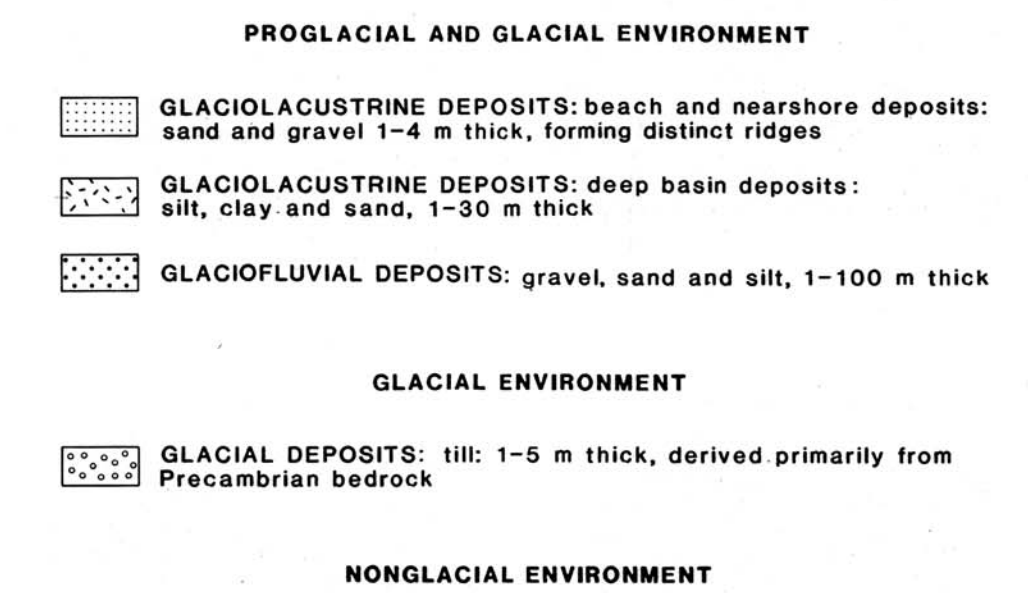 PROGLACIAL AND GLACIAL ENVIRONMENT
GLACIOLACUSTRINE DEPOSITS: beach and nearshore deposits:
sand and gravel 1-4 m thick, forming distinct ridges
GLACIOLACUSTRINE DEPOSITS: deep basin deposits:
silt, clay and sand, 1-30 m thick
GLACIOFLUVIAL DEPOSITS: gravel, sand and silt, 1-100 m thick
GLACIAL ENVIRONMENT
GLACIAL DEPOSITS: till: 1-5 m thick, derived primarily from
Precambrian bedrock
NONGLACIAL ENVIRONMENT